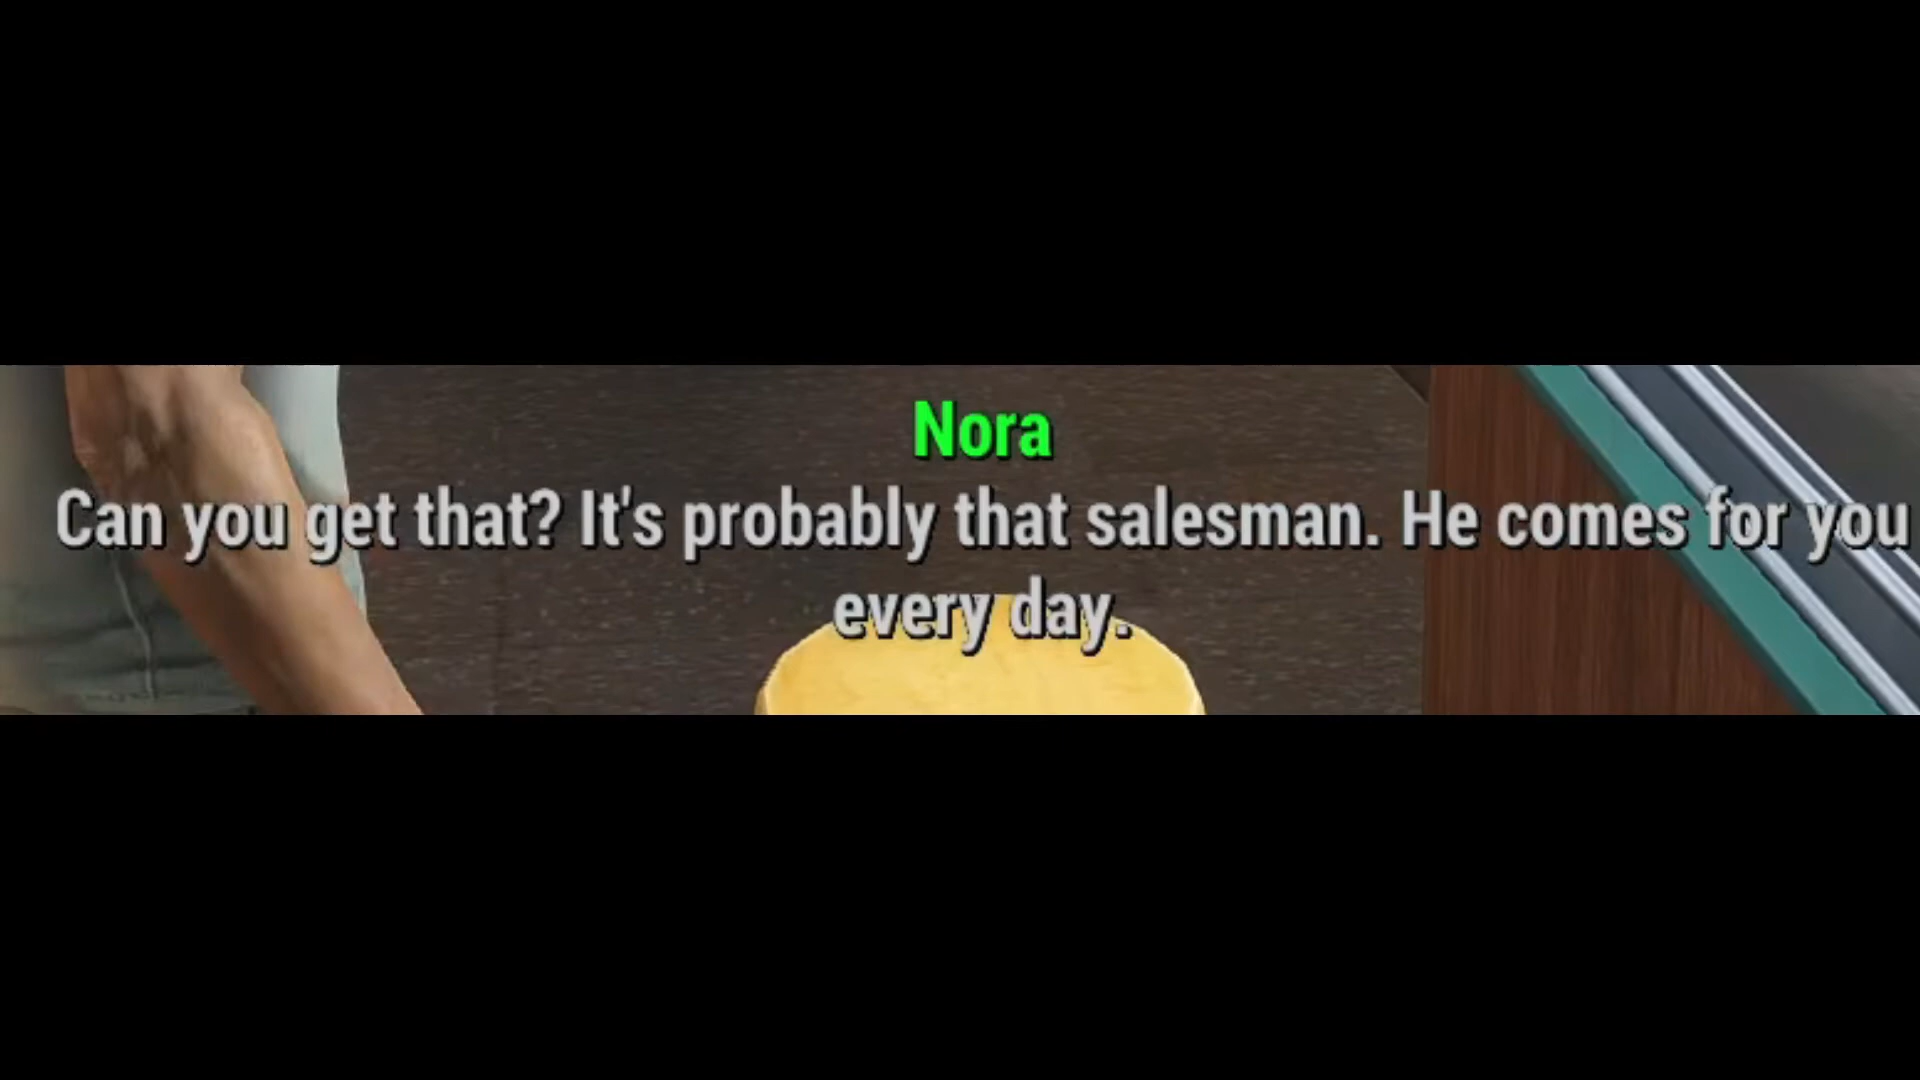 Nora
Can you get that? It's probably that salesman. He comes for you
every day.